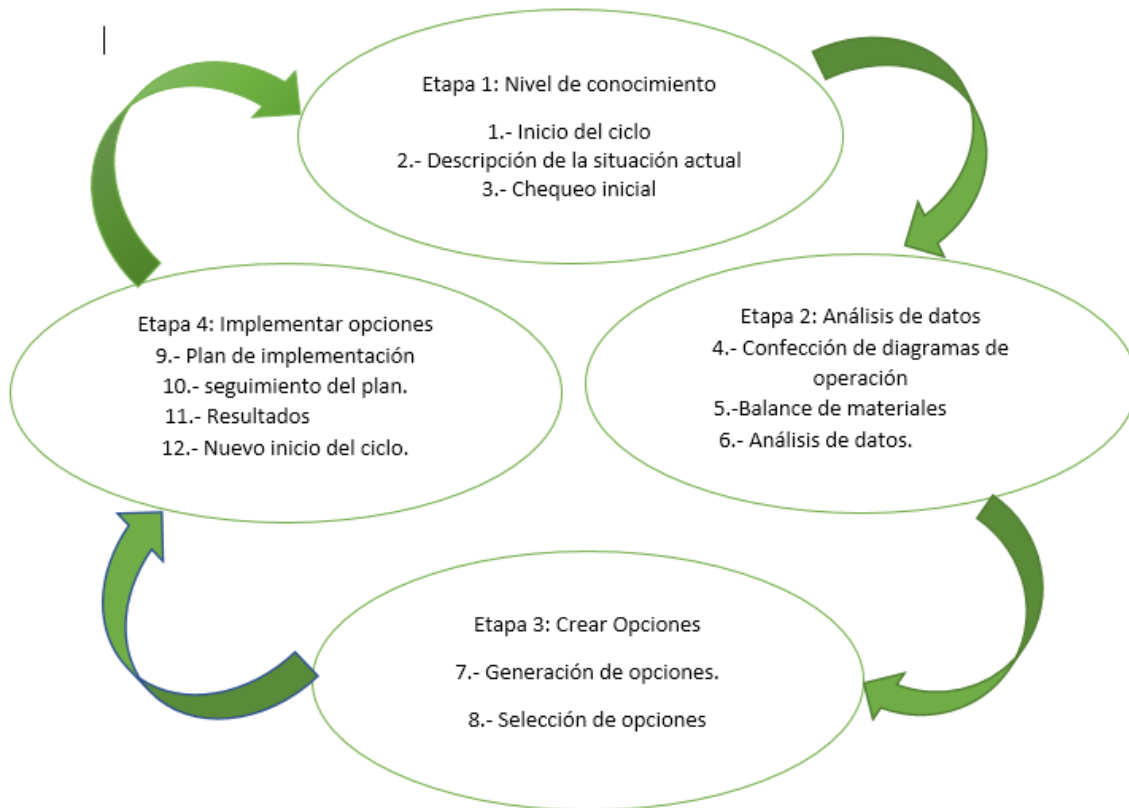 Etapa 1: Nivel de conocimiento
1.- Inicio del ciclo
2.- Descripción de la situación actual
3.- Chequeo inicial
Etapa 2: Análisis de datos
4.- Confección de diagramas de
operación
5.-Balance de materiales
6.- Análisis de datos.
Etapa 3: Crear Opciones
7.- Generación de opciones.
8.- Selección de opciones
Etapa 4: Implementar opciones
9.- Plan de implementación
10.- seguimiento del plan.
11.- Resultados
12.- Nuevo inicio del ciclo.